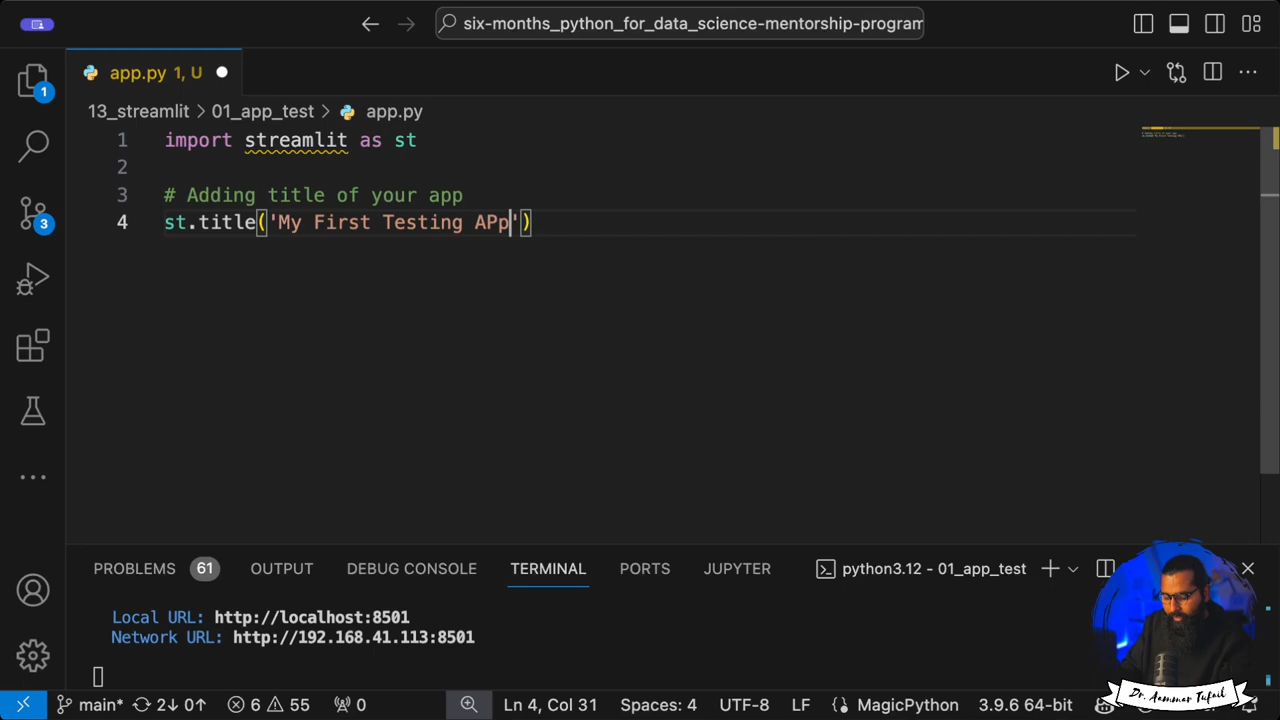 six-months_python_for_data_science-mentorship-program
app.py 1, U
1
13_streamlit > 01_app_test > app.py
1 import streamlit as st
2
3 # Adding title of your app
3
4 st.title('My First Testing APp')
PROBLEMS 61 OUTPUT DEBUG CONSOLE TERMINAL PORTS JUPYTER python3.12 - 01_app_test
Local URL: http://localhost:8501
Network URL: http://192.168.41.113:8501
Dr. Aammar Tufail
main* 2↓ 0↑ 6 55 0 Ln 4, Col 31 Spaces: 4 UTF-8 LF MagicPython 3.9.6 64-bit